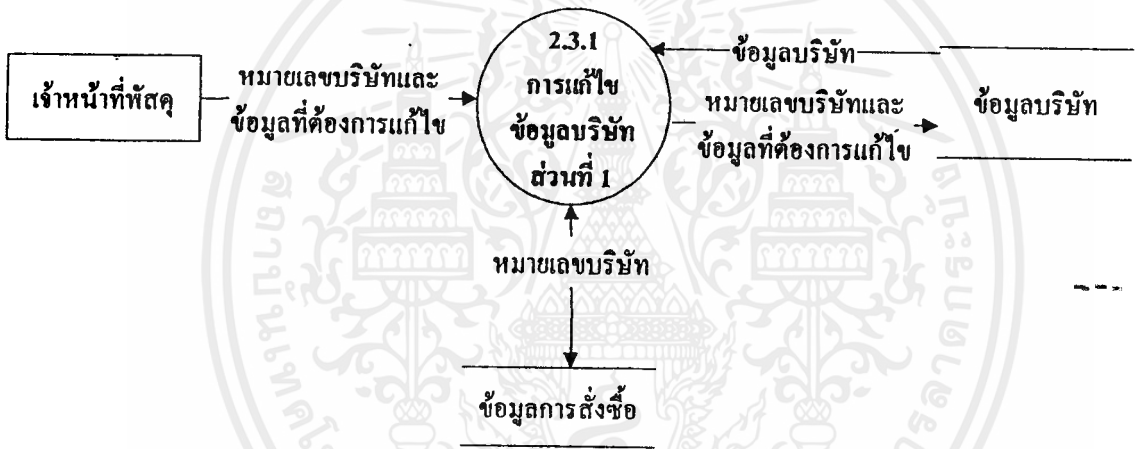 2.3.1
การแก้ไข
ข้อมูลบริษัท
ส่วนที่ 1
เจ้าหน้าที่พัสดุ
หมายเลขบริษัทและ
ข้อมูลที่ต้องการแก้ไข
ข้อมูลบริษัท
หมายเลขบริษัทและ
ข้อมูลที่ต้องการแก้ไข
ข้อมูลบริษัท
หมายเลขบริษัท
ข้อมูลการสั่งซื้อ